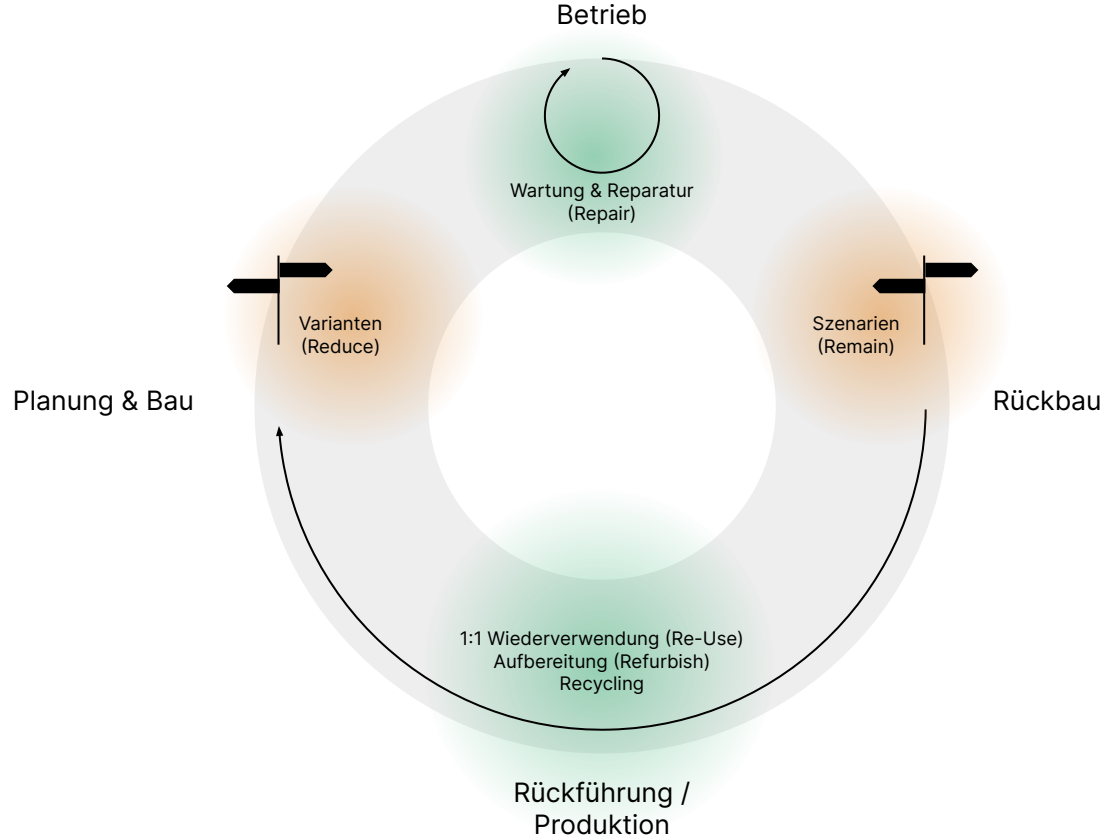 Betrieb
Wartung & Reparatur
(Repair)
Varianten
(Reduce)
Szenarien
(Remain)
Planung & Bau
Rückbau
1:1 Wiederverwendung (Re-Use)
Aufbereitung (Refurbish)
Recycling
Rückführung /
Produktion